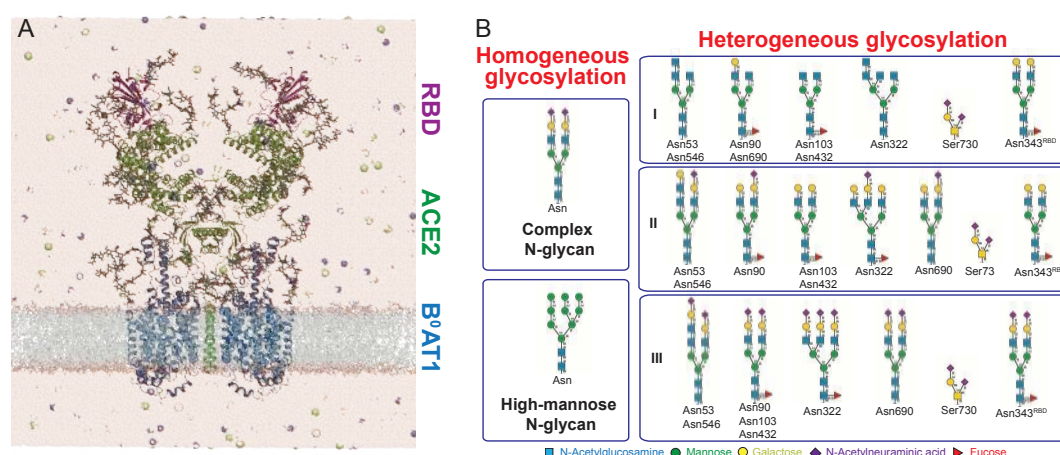 A
RBD
ACE2
B⁰AT1
B
Homogeneous
glycosylation
Heterogeneous glycosylation
Asn
Complex
N-glycan
Asn
High-mannose
N-glycan
I
Asn53
Asn546
Asn90
Asn690
Asn103
Asn432
Asn322
Ser730
Asn343ᴿᴮᴰ
II
Asn53
Asn546
Asn90
Asn103
Asn432
Asn322
Asn690
Ser73
Asn343ᴿᴮᴰ
III
Asn53
Asn546
Asn90
Asn103
Asn432
Asn322
Asn690
Ser730
Asn343ᴿᴮᴰ
N-Acetylglucosamine Mannose Galactose N-Acetylneuraminic acid Fucose